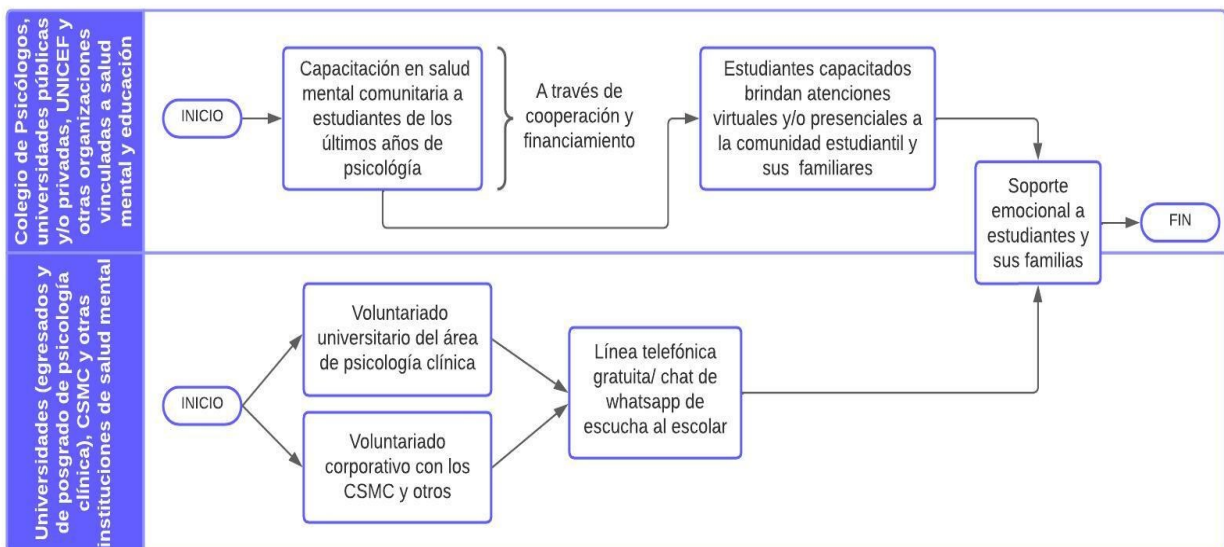 Colegio de Psicólogos,
universidades públicas
y/o privadas, UNICEF y
otras organizaciones
vinculadas a salud
mental y educación
INICIO
Capacitación en salud
mental comunitaria a
estudiantes de los
últimos años de
psicología
A través de
cooperación y
financiamiento
Estudiantes capacitados
brindan atenciones
virtuales y/o presenciales a
la comunidad estudiantil y
sus familiares
Soporte
emocional a
estudiantes y
sus familias
FIN
Universidades (egresados y
de posgrado de psicología
clínica), CSMC y otras
instituciones de salud mental
INICIO
Voluntariado
universitario del área
de psicología clínica
Voluntariado
corporativo con los
CSMC y otros
Línea telefónica
gratuita/ chat de
whatsapp de
escucha al escolar